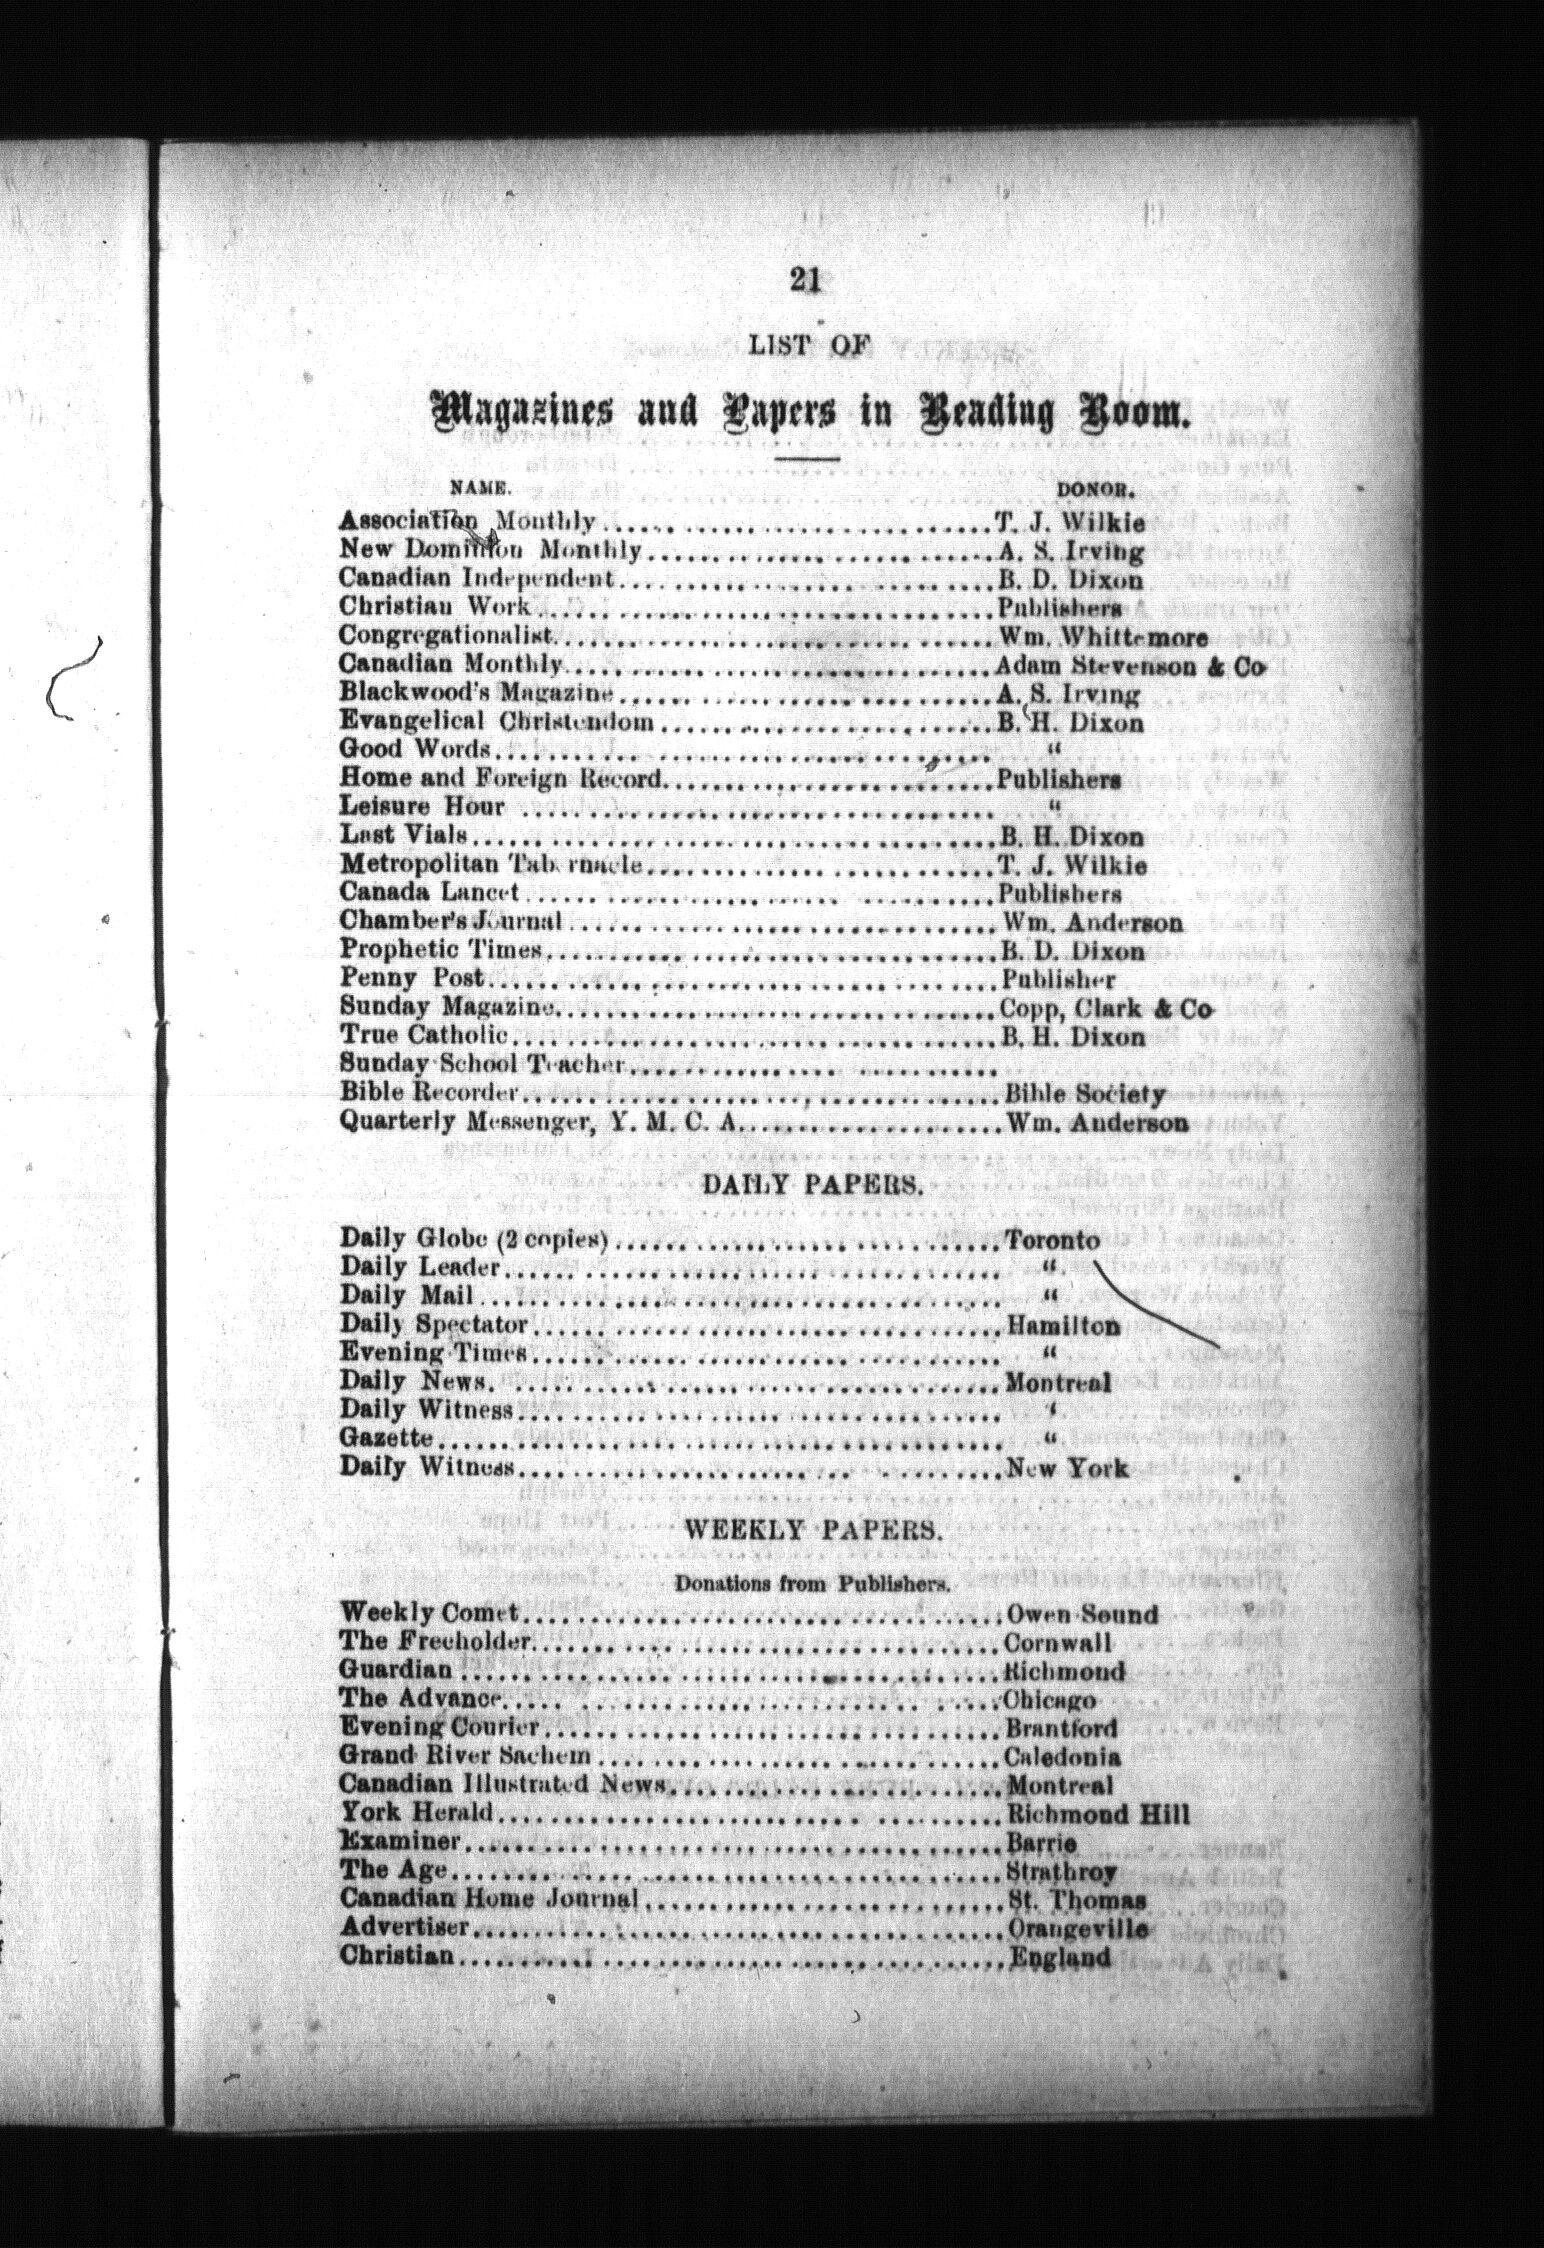 21
LIST OF
Magazines and Papers in Reading Room.
NAME. DONOR.
Association Monthly.............................T. J. Wilkie
New Dominion Monthly..........................A. S. Irving
Canadian Independent............................B. D. Dixon
Christian Work..................................Publishers
Congregationalist.................................Wm. Whittemore
Canadian Monthly................................Adam Stevenson & Co
Blackwood's Magazine............................A. S. Irving
Evangelical Christendom.........................B. H. Dixon
Good Words..................................... "
Home and Foreign Record.........................Publishers
Leisure Hour ................................... "
Last Vials.......................................B. H. Dixon
Metropolitan Tabernacle..........................T. J. Wilkie
Canada Lancet...................................Publishers
Chamber's Journal................................ Wm. Anderson
Prophetic Times..................................B. D. Dixon
Penny Post......................................Publisher
Sunday Magazine.................................Copp, Clark & Co
True Catholic....................................B. H. Dixon
Sunday School Teacher............................
Bible Recorder....................................Bible Society
Quarterly Messenger, Y. M. C. A....................Wm. Anderson
DAILY PAPERS.
Daily Globe (2 copies).............................Toronto
Daily Leader..................................... "
Daily Mail....................................... "
Daily Spectator...................................Hamilton
Evening Times................................... "
Daily News......................................Montreal
Daily Witness.................................... ‘
Gazette.......................................... "
Daily Witness....................................New York
WEEKLY PAPERS.
Donations from Publishers.
Weekly Comet....................................Owen Sound
The Freeholder...................................Cornwall
Guardian ........................................Richmond
The Advance.....................................Chicago
Evening Courier..................................Brantford
Grand River Sachem ..............................Caledonia
Canadian Illustrated News.........................Montreal
York Herald......................................Richmond Hill
Examiner........................................Barrie
The Age.........................................Strathroy
Canadian Home Journal...........................St. Thomas
Advertiser........................................Orangeville
Christian.........................................England